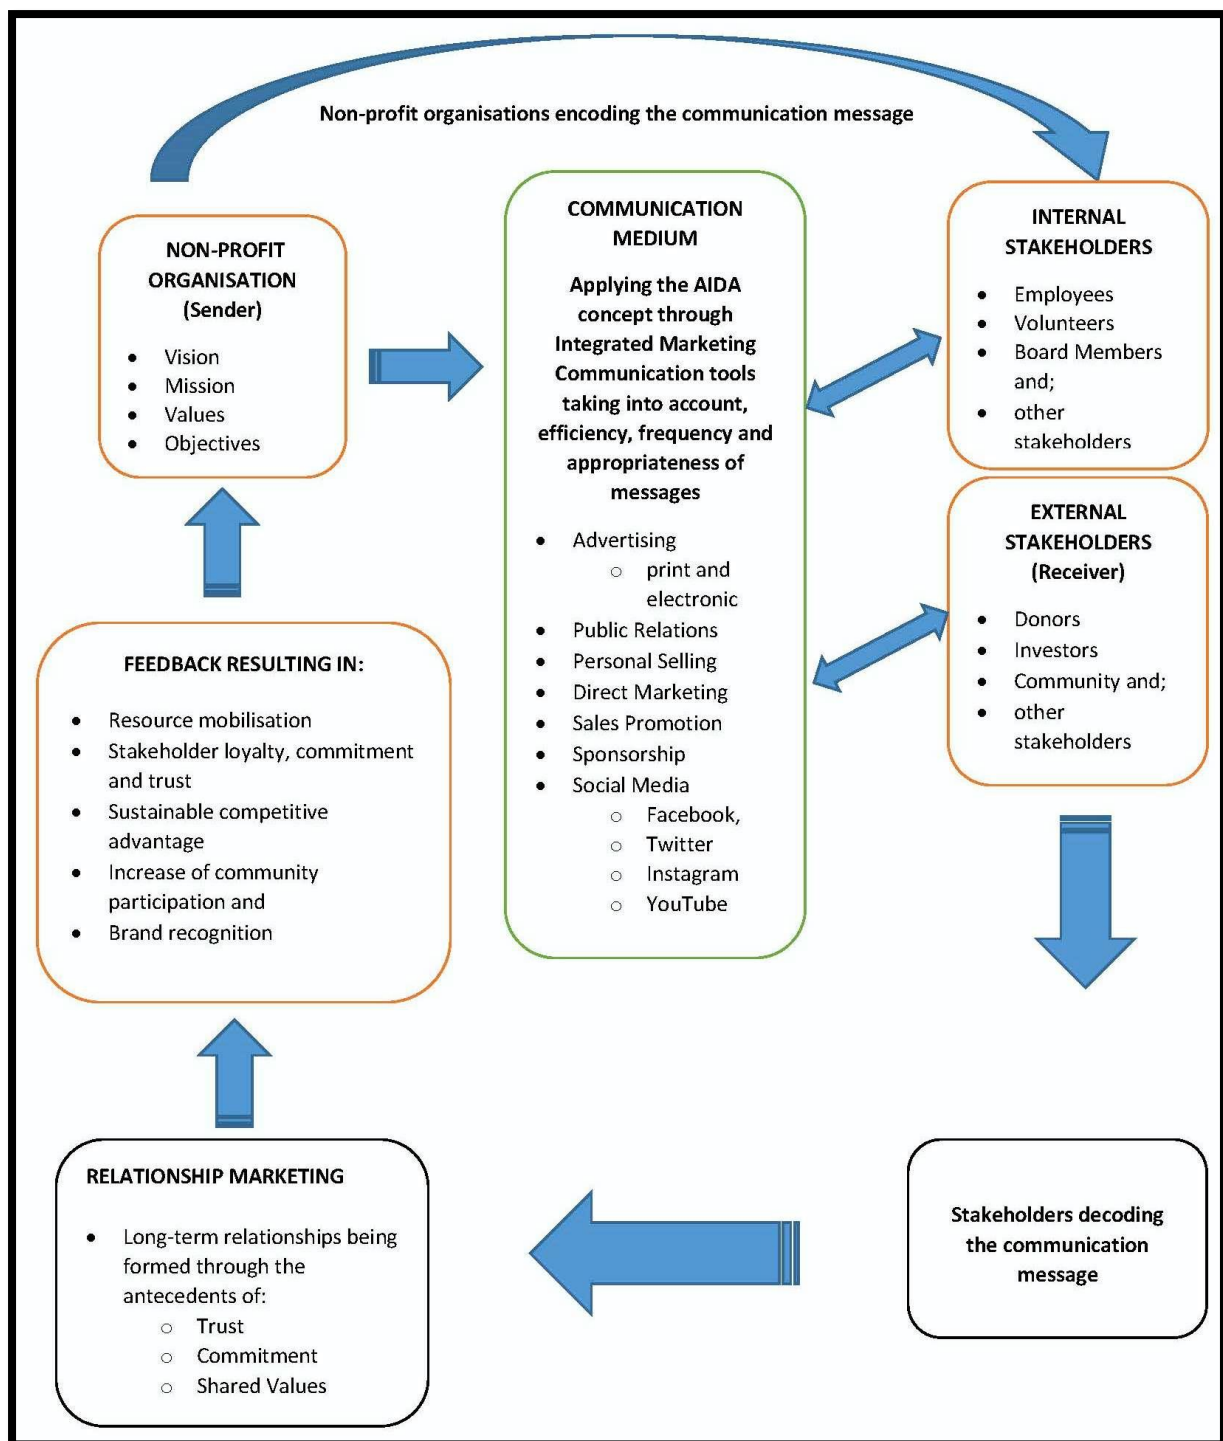 Non-profit organisations encoding the communication message
NON-PROFIT
ORGANISATION
(Sender)
• Vision
• Mission
• Values
• Objectives
COMMUNICATION
MEDIUM
Applying the AIDA
concept through
Integrated Marketing
Communication tools
taking into account,
efficiency, frequency and
appropriateness of
messages
• Advertising
o print and
electronic
• Public Relations
• Personal Selling
• Direct Marketing
• Sales Promotion
• Sponsorship
• Social Media
o Facebook,
o Twitter
o Instagram
o YouTube
INTERNAL
STAKEHOLDERS
• Employees
• Volunteers
• Board Members
and;
• other
stakeholders
EXTERNAL
STAKEHOLDERS
(Receiver)
• Donors
• Investors
• Community and;
• other
stakeholders
FEEDBACK RESULTING IN:
• Resource mobilisation
• Stakeholder loyalty, commitment
and trust
• Sustainable competitive
advantage
• Increase of community
participation and
• Brand recognition
RELATIONSHIP MARKETING
• Long-term relationships being
formed through the
antecedents of:
o Trust
o Commitment
o Shared Values
Stakeholders decoding
the communication
message